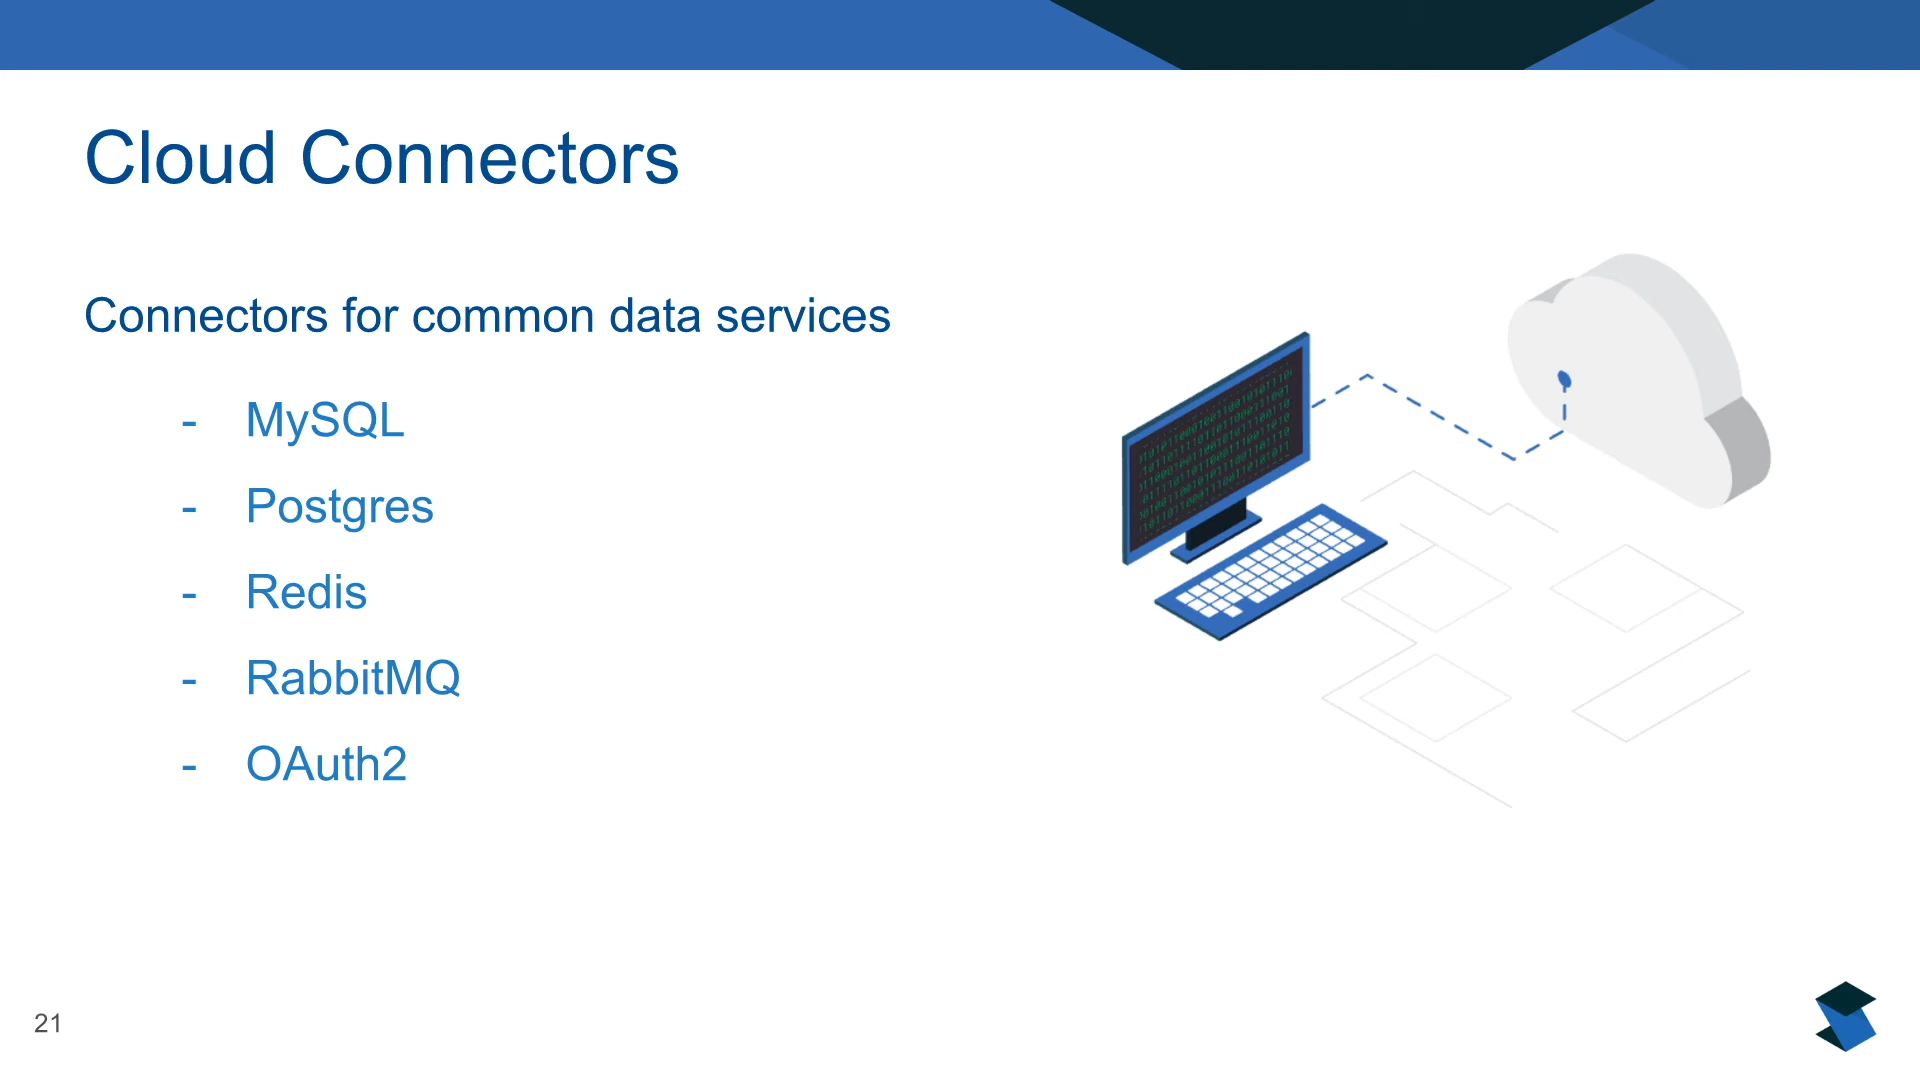 Cloud Connectors
Connectors for common data services
- MySQL
- Postgres
- Redis
- RabbitMQ
- OAuth2
21